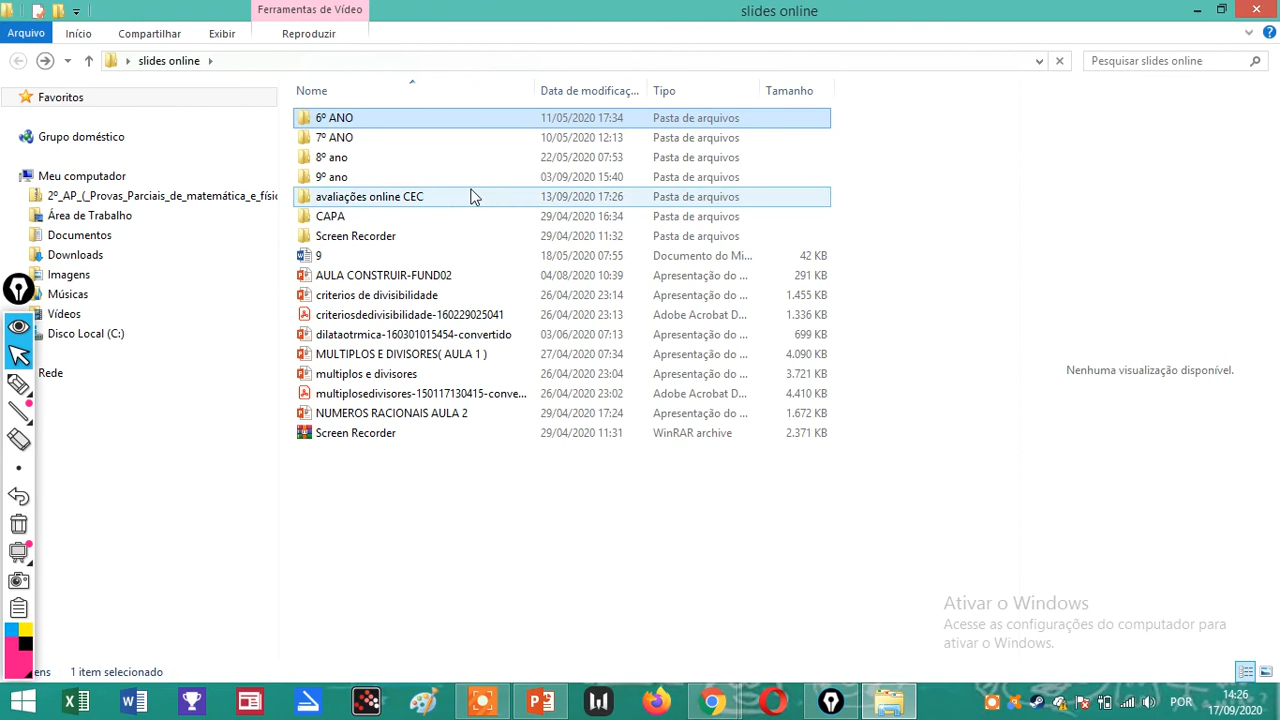 Ferramentas de Vídeo
slides online
Arquivo Início Compartilhar Exibir Reproduzir
slides online
Pesquisar slides online
Nome Data de modificaç... Tipo Tamanho
Favoritos
Grupo doméstico
Meu computador
2º_AP_(_Provas_Parciais_de_matemática_e_físic
Área de Trabalho
Documentos
Downloads
Imagens
Músicas
Vídeos
Disco Local (C:)
Rede
6º ANO 11/05/2020 17:34 Pasta de arquivos
7º ANO 10/05/2020 12:13 Pasta de arquivos
8º ano 22/05/2020 07:53 Pasta de arquivos
9º ano 03/09/2020 15:40 Pasta de arquivos
avaliações online CEC 13/09/2020 17:26 Pasta de arquivos
CAPA 29/04/2020 16:34 Pasta de arquivos
Screen Recorder 29/04/2020 11:32 Pasta de arquivos
9 18/05/2020 07:55 Documento do Mi... 42 KB
AULA CONSTRUIR-FUND02 04/08/2020 10:39 Apresentação do ... 291 KB
criterios de divisibilidade 26/04/2020 23:14 Apresentação do ... 1.455 KB
criteriosdedivisibilidade-160229025041 26/04/2020 23:13 Adobe Acrobat D... 1.336 KB
dilataotrmica-160301015454-convertido 03/06/2020 07:13 Apresentação do ... 699 KB
MULTIPLOS E DIVISORES( AULA 1 ) 27/04/2020 07:34 Apresentação do ... 4.090 KB
multiplos e divisores 26/04/2020 23:04 Apresentação do ... 3.721 KB
multiplosedivisores-150117130415-conve... 26/04/2020 23:02 Adobe Acrobat D... 4.410 KB
NUMEROS RACIONAIS AULA 2 29/04/2020 17:24 Apresentação do ... 1.672 KB
Screen Recorder 29/04/2020 11:31 WinRAR archive 2.371 KB
Nenhuma visualização disponível.
Ativar o Windows
Acesse as configurações do computador para
ativar o Windows.
ens 1 item selecionado
POR
14:26
17/09/2020